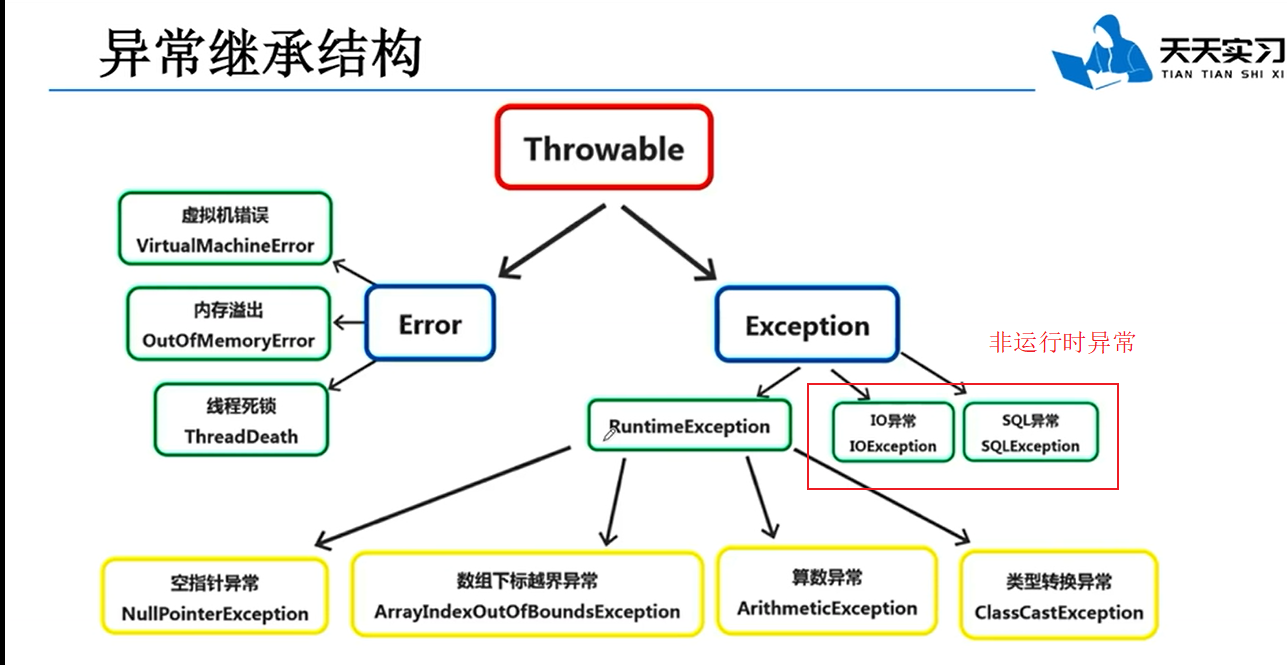 异常继承结构
天天实习
TIAN TIAN SHI XI
Throwable
虚拟机错误
VirtualMachineError
内存溢出
OutOfMemoryError
线程死锁
ThreadDeath
Error
Exception
非运行时异常
RuntimeException
IO异常
IOException
SQL异常
SQLException
空指针异常
NullPointerException
数组下标越界异常
ArrayIndexOutOfBoundsException
算数异常
ArithmeticException
类型转换异常
ClassCastException